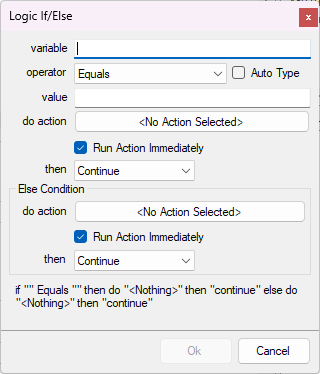 Logic If/Else
variable
operator Equals Auto Type
value
do action <No Action Selected>
Run Action Immediately
then Continue
Else Condition
do action <No Action Selected>
Run Action Immediately
then Continue
if "" Equals "" then do "<Nothing>" then "continue" else do
"<Nothing>" then "continue"
Ok Cancel